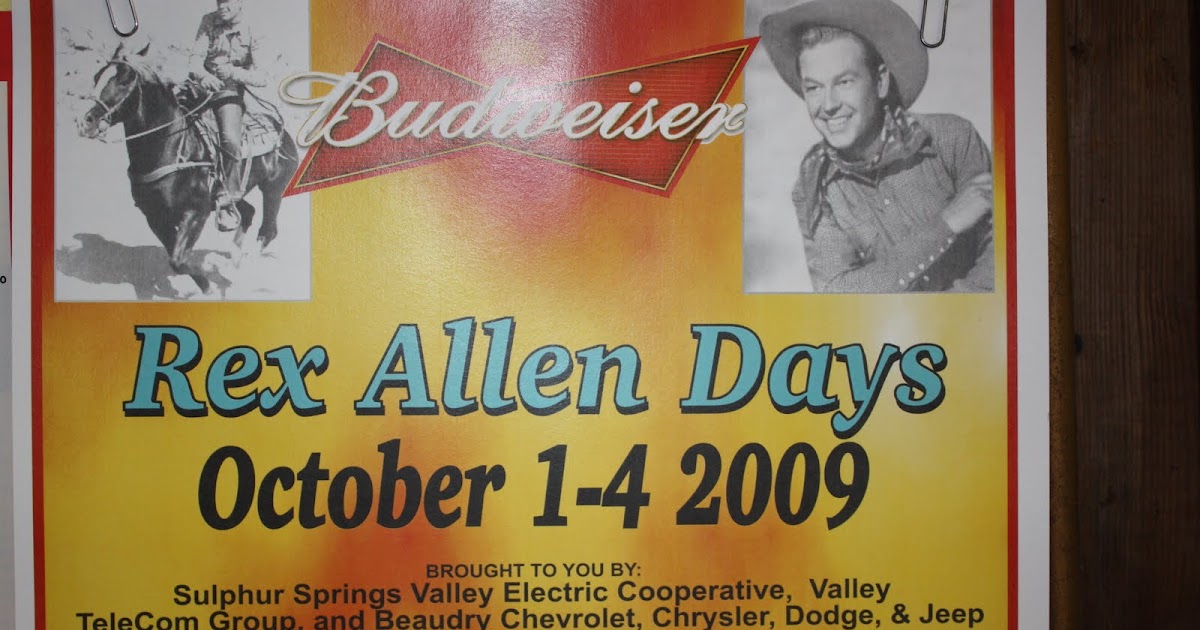 Budweiser
Rex Allen Days
October 1-4 2009
BROUGHT TO YOU BY:
Sulphur Springs Valley Electric Cooperative, Valley
TeleCom Group, and Beaudry Chevrolet, Chrysler, Dodge, & Jeep